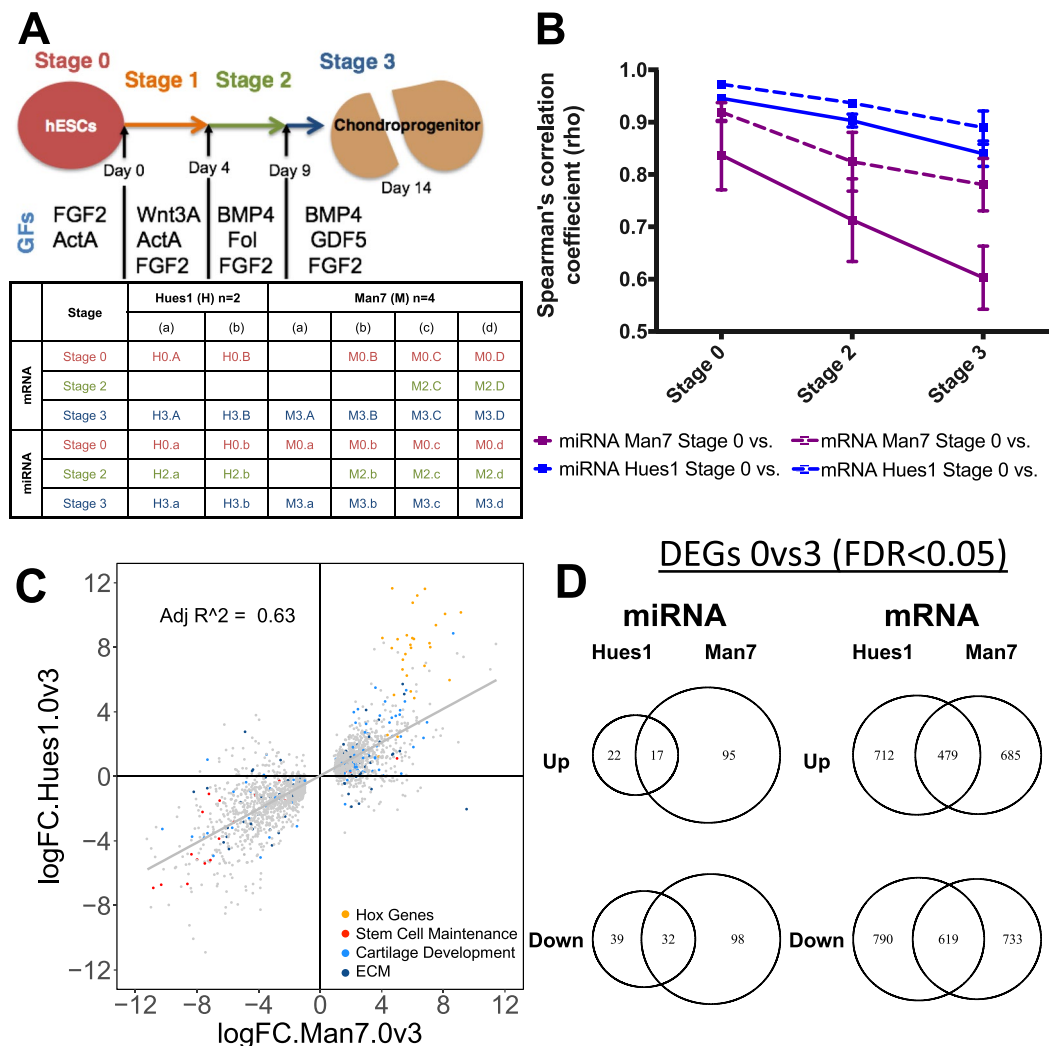 A
Stage 0
Stage 1
Stage 2
Stage 3
hESCs
Chondroprogenitor
Day 0
Day 4
Day 9
Day 14
GFs
FGF2
ActA
Wnt3A
ActA
FGF2
BMP4
Fol
FGF2
BMP4
GDF5
FGF2
Stage Hues1 (H) n=2 Man7 (M) n=4
(a) (b) (a) (b) (c) (d)
mRNA
Stage 0 H0.A H0.B M0.B M0.C M0.D
Stage 2 M2.C M2.D
Stage 3 H3.A H3.B M3.A M3.B M3.C M3.D
miRNA
Stage 0 H0.a H0.b M0.a M0.b M0.c M0.d
Stage 2 H2.a H2.b M2.b M2.c M2.d
Stage 3 H3.a H3.b M3.a M3.b M3.c M3.d
B
Spearman's correlation
coeffiecient (rho)
1.0
0.9
0.8
0.7
0.6
0.5
Stage 0
Stage 2
Stage 3
miRNA Man7 Stage 0 vs.
mRNA Man7 Stage 0 vs.
miRNA Hues1 Stage 0 vs.
mRNA Hues1 Stage 0 vs.
C
Adj R^2 = 0.63
logFC.Hues1.0v3
12
8
4
0
−4
−8
−12
Hox Genes
Stem Cell Maintenance
Cartilage Development
ECM
−12 −8 −4 0 4 8 12
logFC.Man7.0v3
D
DEGs 0vs3 (FDR<0.05)
miRNA
mRNA
Hues1 Man7
Hues1 Man7
Up
22 17 95
Up
712 479 685
Down
39 32 98
Down
790 619 733